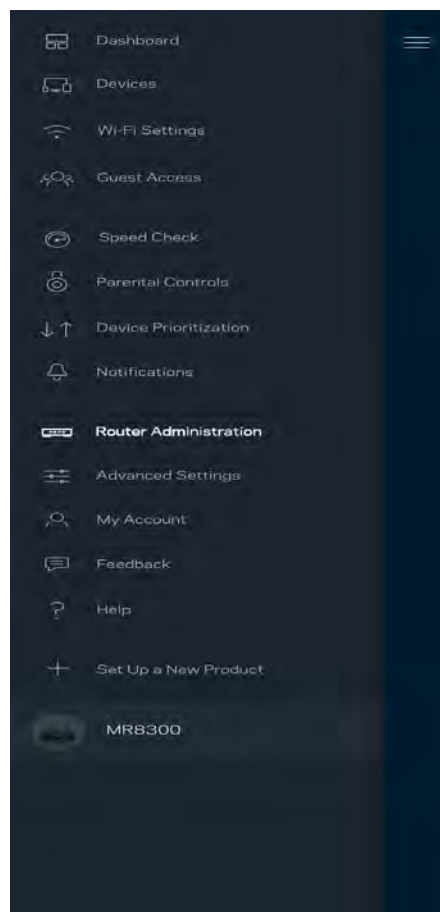 Dashboard
Devices
Wi-Fi Settings
Guest Access
Speed Check
Parental Controls
Device Prioritization
Notifications
Router Administration
Advanced Settings
My Account
Feedback
Help
Set Up a New Product
MR8300